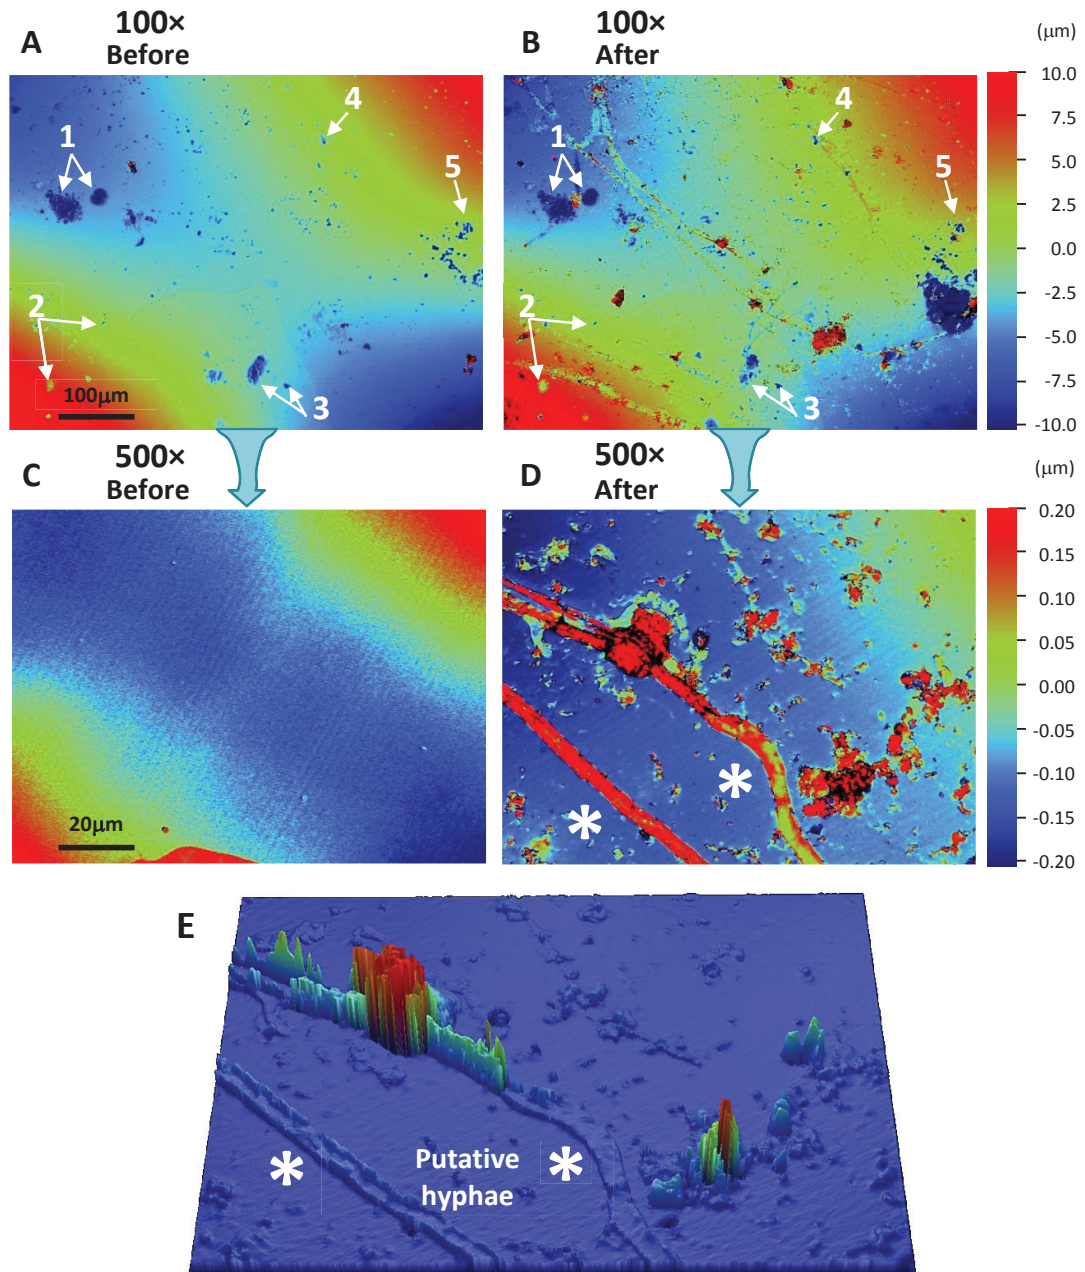 A
100×
Before
B
100×
After
(μm)
1
4
5
2
3
100μm
1
4
5
2
3
10.0
7.5
5.0
2.5
0.0
-2.5
-5.0
-7.5
-10.0
C
500×
Before
D
500×
After
(μm)
20μm
*
*
0.20
0.15
0.10
0.05
0.00
-0.05
-0.10
-0.15
-0.20
E
*
Putative
hyphae
*